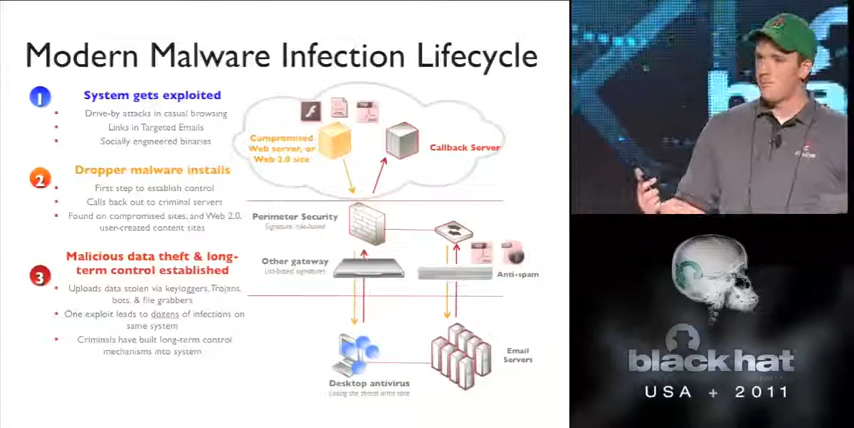 Modern Malware Infection Lifecycle
1
System gets exploited
Drive-by attacks in casual browsing
Links in Targeted Emails
Socially engineered binaries
2
Dropper malware installs
First step to establish control
Calls back out to criminal servers
Found on compromised sites, and Web 2.0,
user-created content sites
3
Malicious data theft & long-
term control established
Uploads data stolen via keyloggers, Trojans,
bots, & file grabbers
One exploit leads to dozens of infections on
same system
Criminals have built long-term control
mechanisms into system
Compromised
Web server, or
Web 2.0 site
Callback Server
Perimeter Security
Signature, rule-based
Other gateway
List-based, signatures
Anti-spam
Desktop antivirus
Losing the threat arms race
Email
Servers
black hat
USA + 2011